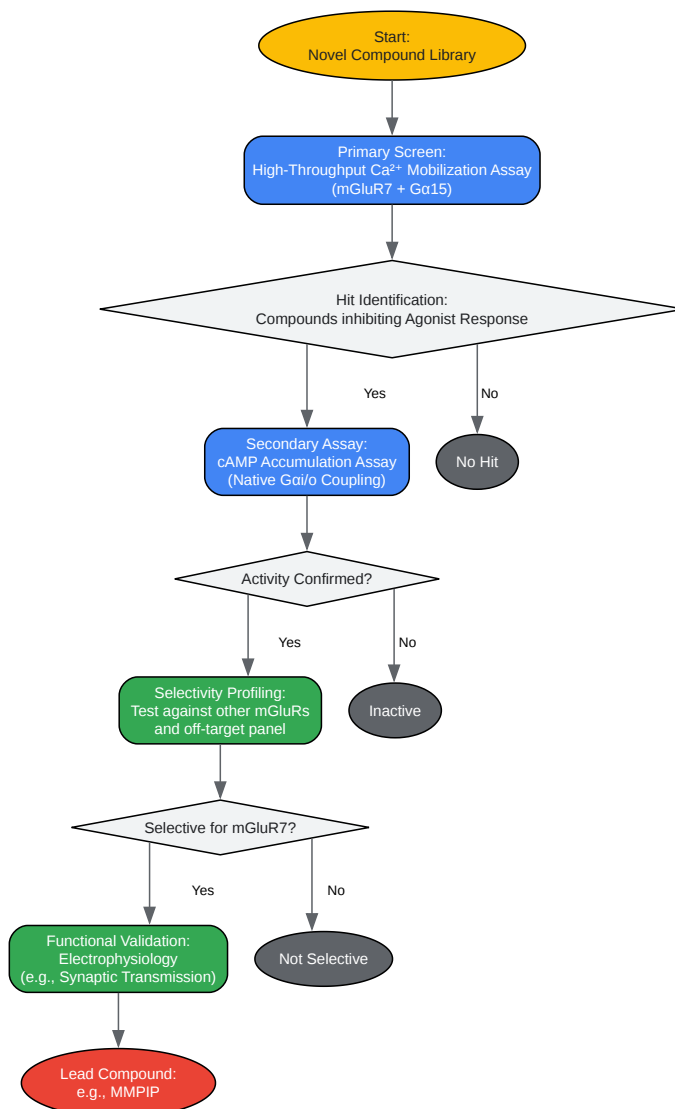 Start:
Novel Compound Library
Primary Screen:
High-Throughput Ca²⁺ Mobilization Assay
(mGluR7 + Gα15)
Hit Identification:
Compounds inhibiting Agonist Response
Yes
No
Secondary Assay:
cAMP Accumulation Assay
(Native Gαi/o Coupling)
No Hit
Activity Confirmed?
Yes
No
Selectivity Profiling:
Test against other mGluRs
and off-target panel
Inactive
Selective for mGluR7?
Yes
No
Functional Validation:
Electrophysiology
(e.g., Synaptic Transmission)
Not Selective
Lead Compound:
e.g., MMPIP